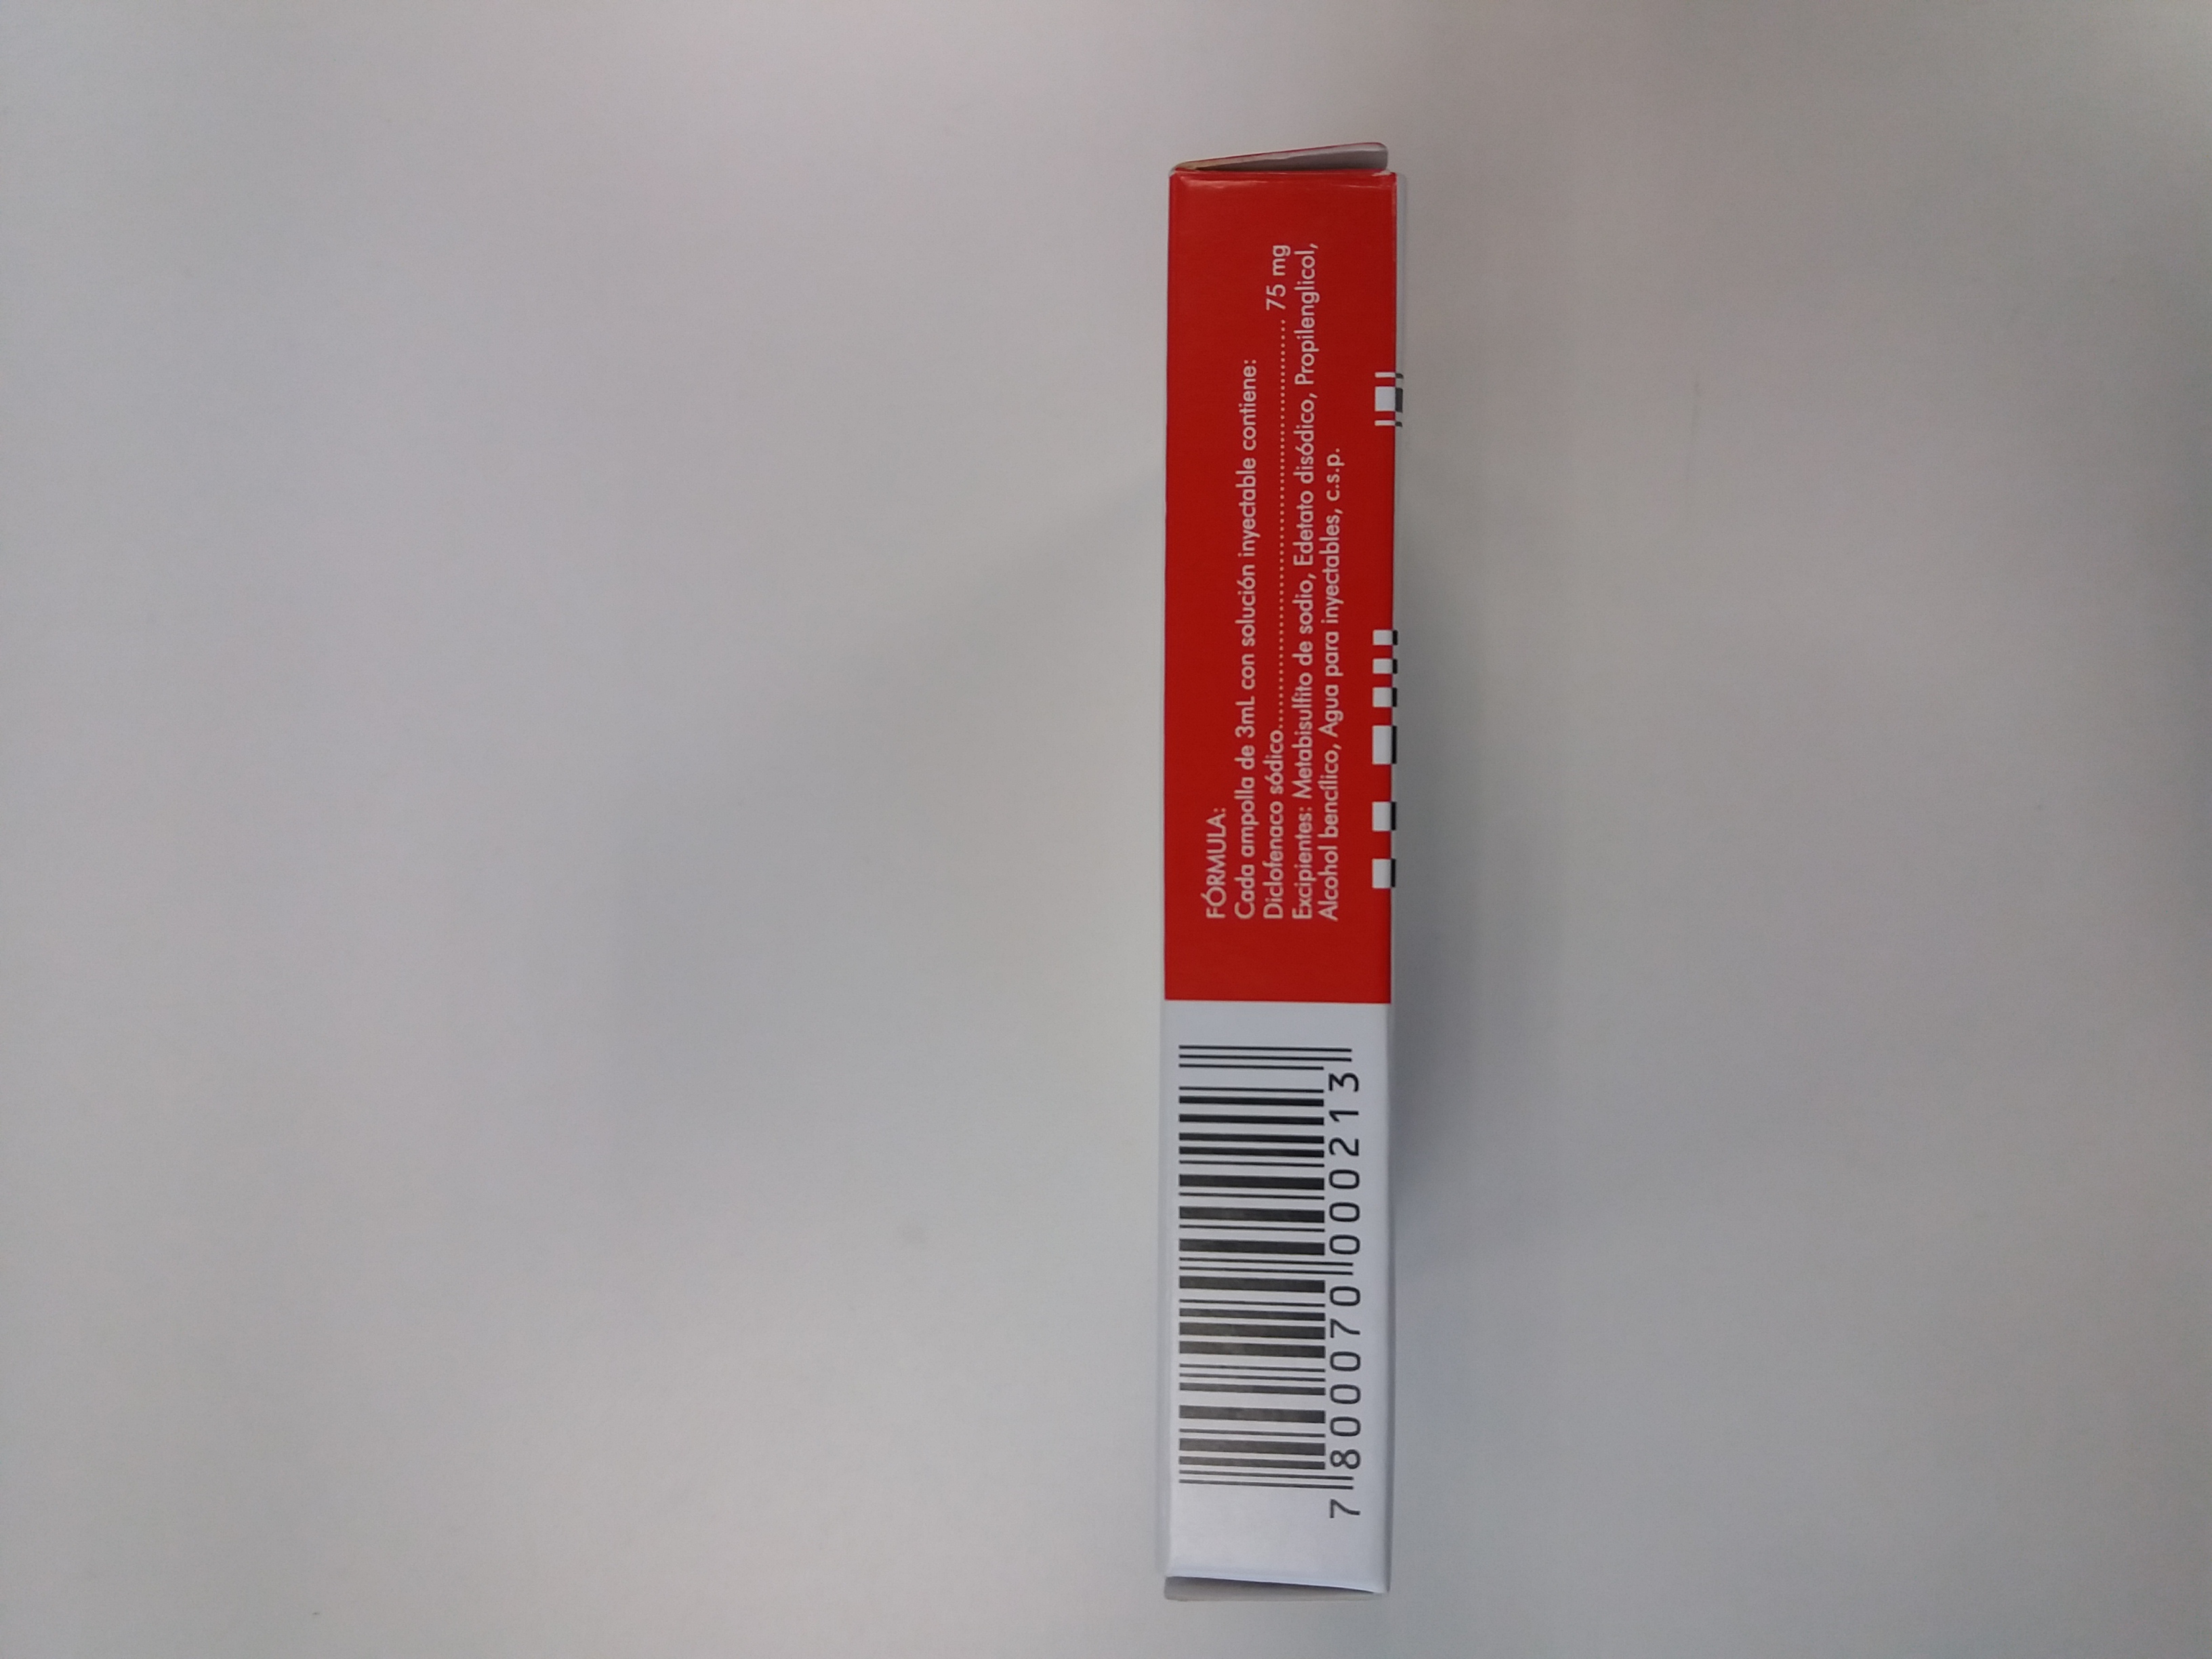 FÓRMULA:
Cada ampolla de 3mL con solución inyectable contiene:
Diclofenaco sódico.......................................................... 75 mg
Excipientes: Metabisulfito de sodio, Edetato disódico, Propilenglicol,
Alcohol bencílico, Agua para inyectables, c.s.p.
7 800070 000213